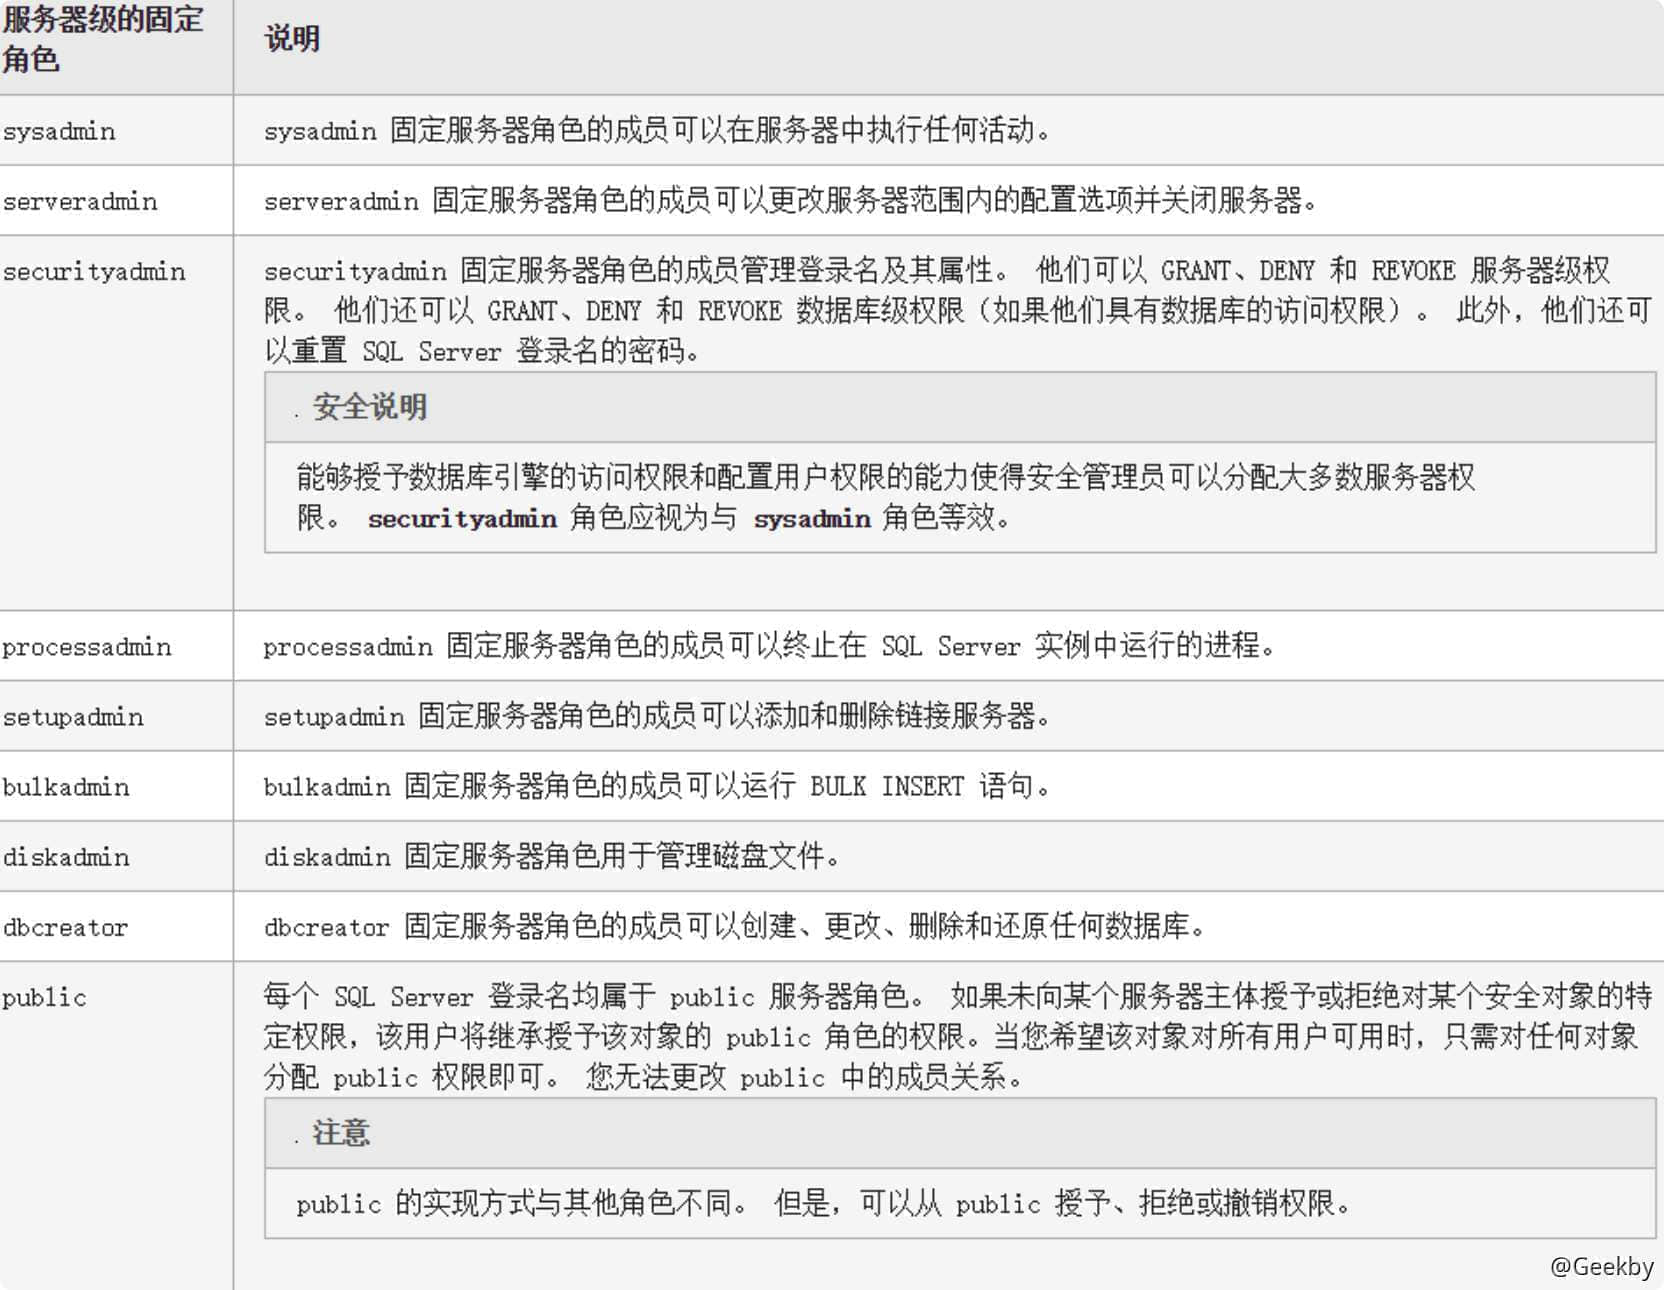 服务器级的固定
角色
说明
sysadmin
sysadmin 固定服务器角色的成员可以在服务器中执行任何活动。
serveradmin
serveradmin 固定服务器角色的成员可以更改服务器范围内的配置选项并关闭服务器。
securityadmin
securityadmin 固定服务器角色的成员管理登录名及其属性。 他们可以 GRANT、DENY 和 REVOKE 服务器级权
限。 他们还可以 GRANT、DENY 和 REVOKE 数据库级权限（如果他们具有数据库的访问权限）。 此外，他们还可
以重置 SQL Server 登录名的密码。
. 安全说明
能够授予数据库引擎的访问权限和配置用户权限的能力使得安全管理员可以分配大多数服务器权
限。 securityadmin 角色应视为与 sysadmin 角色等效。
processadmin
processadmin 固定服务器角色的成员可以终止在 SQL Server 实例中运行的进程。
setupadmin
setupadmin 固定服务器角色的成员可以添加和删除链接服务器。
bulkadmin
bulkadmin 固定服务器角色的成员可以运行 BULK INSERT 语句。
diskadmin
diskadmin 固定服务器角色用于管理磁盘文件。
dbcreator
dbcreator 固定服务器角色的成员可以创建、更改、删除和还原任何数据库。
public
每个 SQL Server 登录名均属于 public 服务器角色。 如果未向某个服务器主体授予或拒绝对某个安全对象的特
定权限，该用户将继承授予该对象的 public 角色的权限。当您希望该对象对所有用户可用时，只需对任何对象
分配 public 权限即可。 您无法更改 public 中的成员关系。
. 注意
public 的实现方式与其他角色不同。 但是，可以从 public 授予、拒绝或撤销权限。
@Geekby